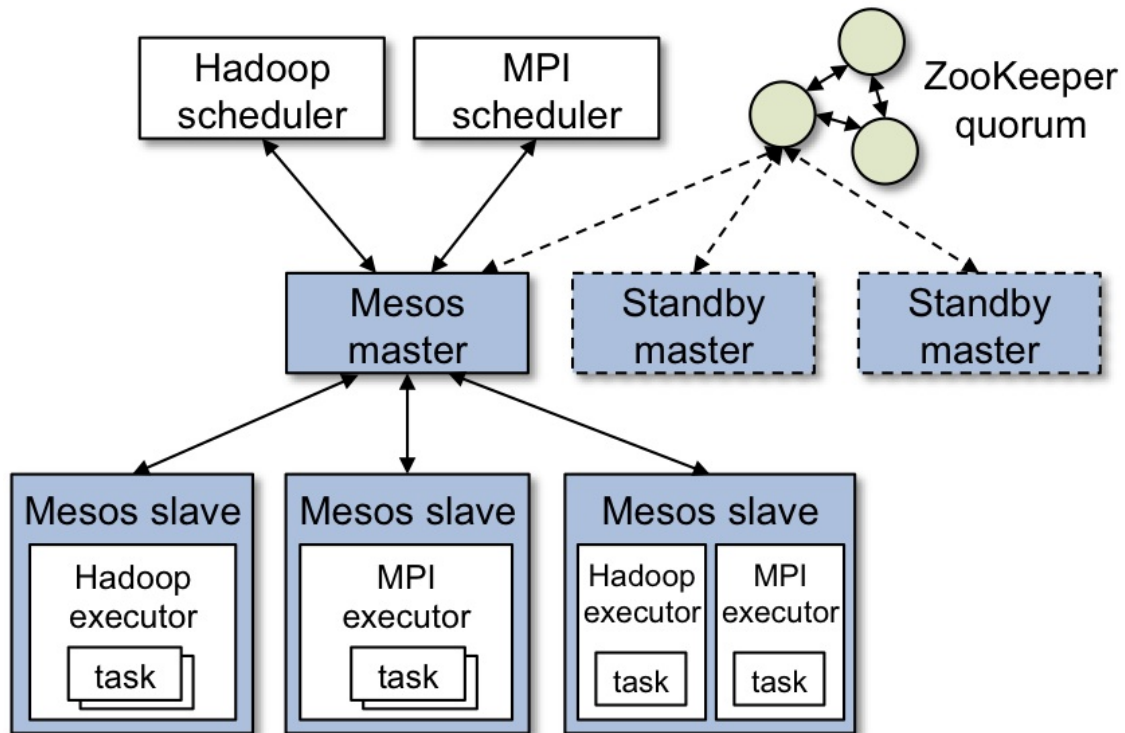 Hadoop
scheduler
MPI
scheduler
ZooKeeper
quorum
Mesos
master
Standby
master
Standby
master
Mesos slave
Hadoop
executor
task
Mesos slave
MPI
executor
task
Mesos slave
Hadoop
executor
task
MPI
executor
task